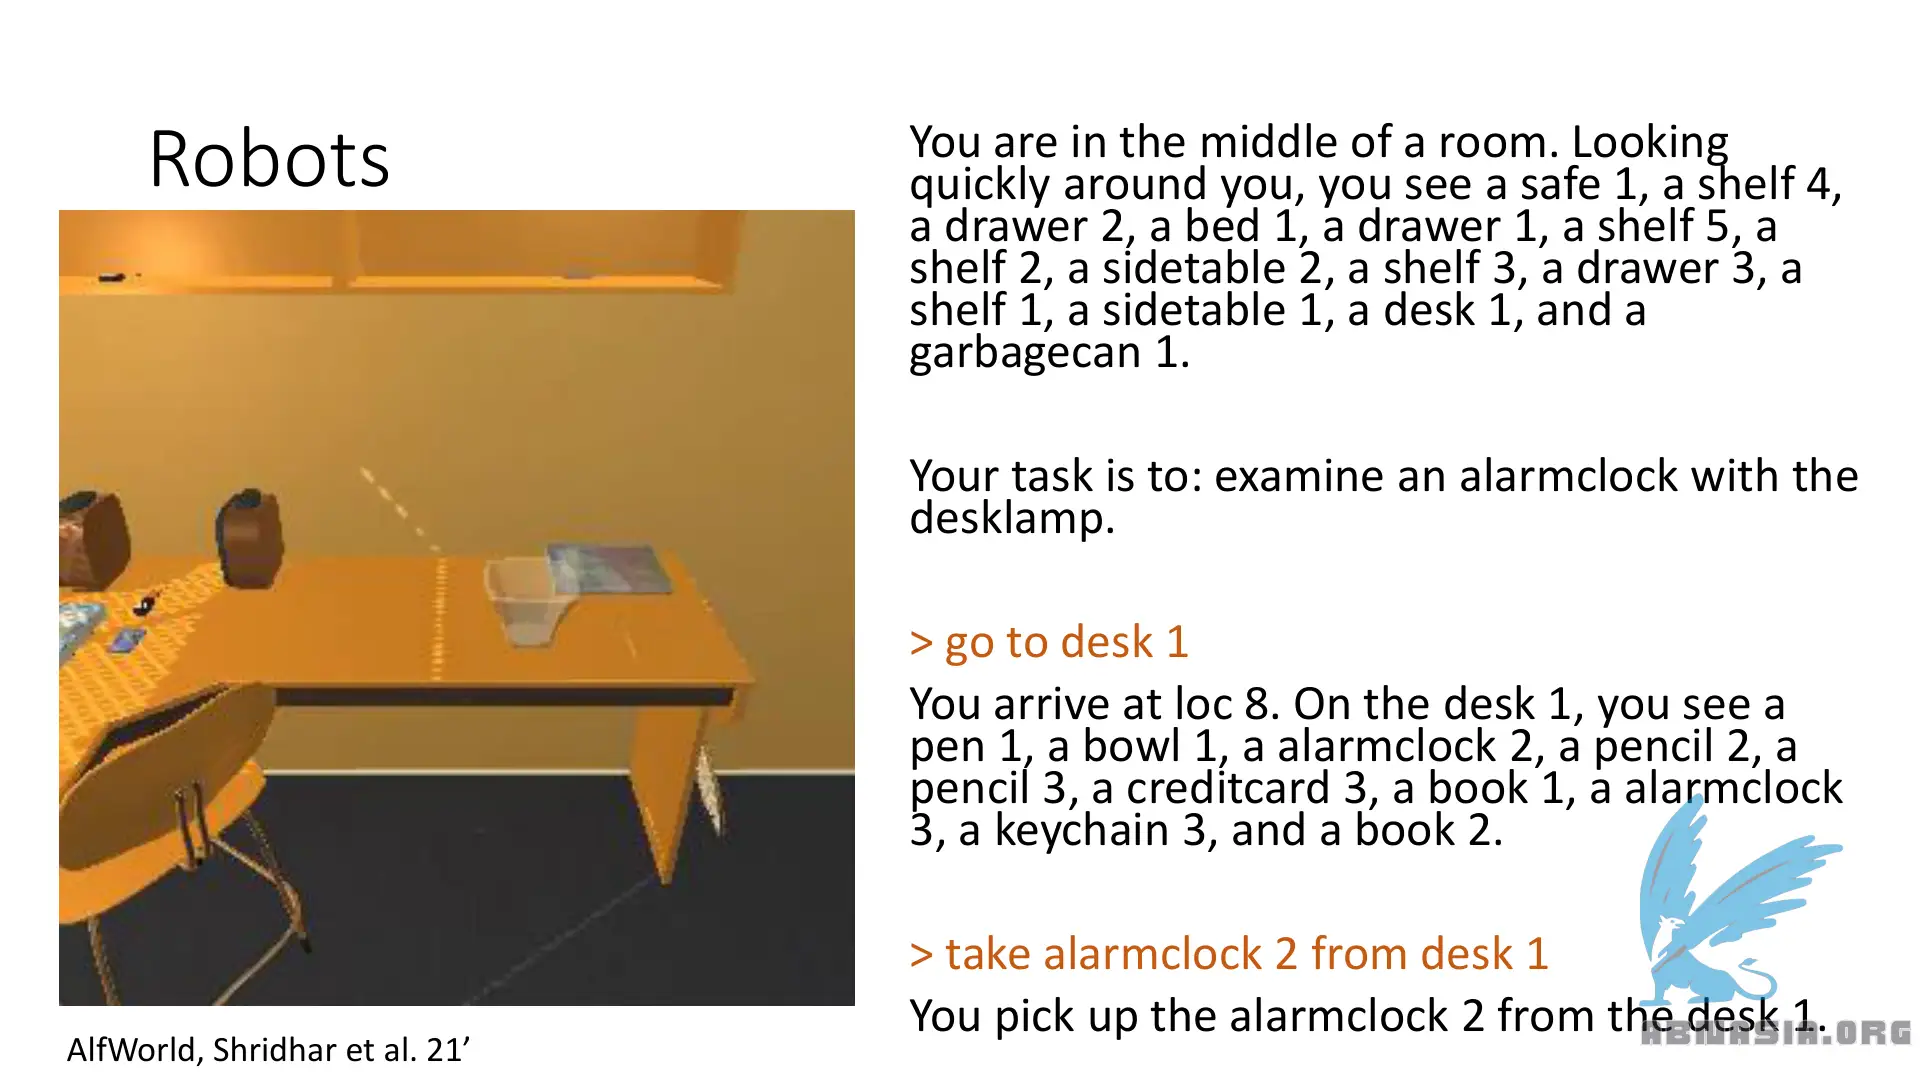 Robots
You are in the middle of a room. Looking
quickly around you, you see a safe 1, a shelf 4,
a drawer 2, a bed 1, a drawer 1, a shelf 5, a
shelf 2, a sidetable 2, a shelf 3, a drawer 3, a
shelf 1, a sidetable 1, a desk 1, and a
garbagecan 1.
Your task is to: examine an alarmclock with the
desklamp.
> go to desk 1
You arrive at loc 8. On the desk 1, you see a
pen 1, a bowl 1, a alarmclock 2, a pencil 2, a
pencil 3, a creditcard 3, a book 1, a alarmclock
3, a keychain 3, and a book 2.
> take alarmclock 2 from desk 1
You pick up the alarmclock 2 from the desk 1.
AlfWorld, Shridhar et al. 21’
ABNASIA.ORG